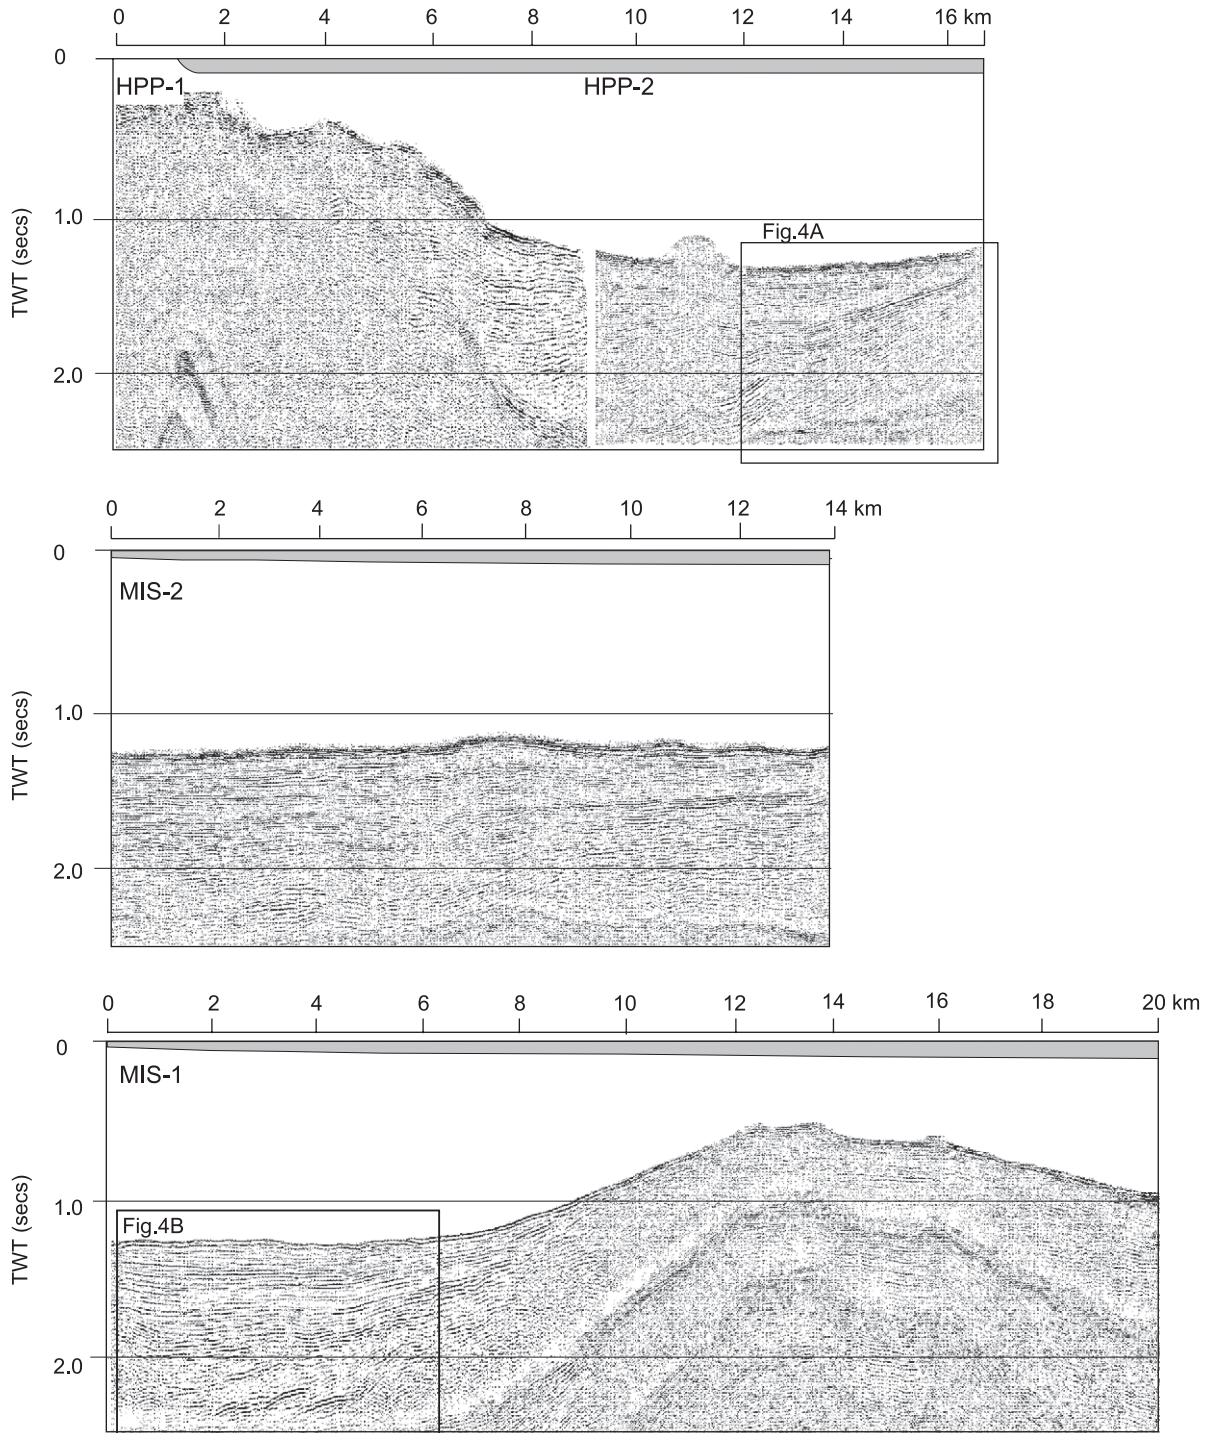 0 2 4 6 8 10 12 14 16 km
0
HPP-1 HPP-2
1.0
Fig.4A
TWT (secs)
2.0
0 2 4 6 8 10 12 14 km
0
MIS-2
1.0
TWT (secs)
2.0
0 2 4 6 8 10 12 14 16 18 20 km
0
MIS-1
1.0
Fig.4B
TWT (secs)
2.0